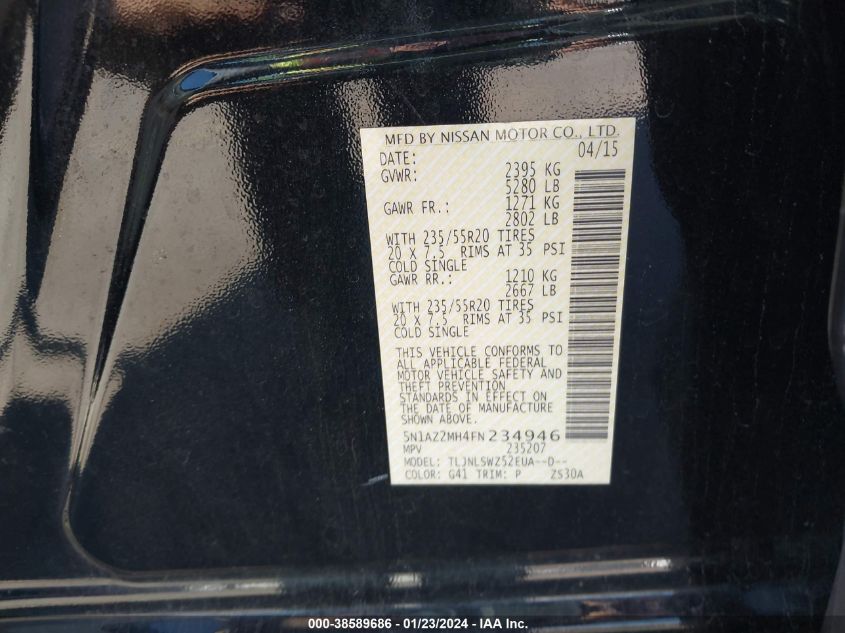 MFD BY NISSAN MOTOR CO., LTD.
DATE: 04/15
GVWR: 2395 KG
5280 LB
GAWR FR.: 1271 KG
2802 LB
WITH 235/55R20 TIRES
20 X 7.5 RIMS AT 35 PSI
COLD SINGLE
GAWR RR.: 1210 KG
2667 LB
WITH 235/55R20 TIRES
20 X 7.5 RIMS AT 35 PSI
COLD SINGLE
THIS VEHICLE CONFORMS TO
ALL APPLICABLE FEDERAL
MOTOR VEHICLE SAFETY AND
THEFT PREVENTION
STANDARDS IN EFFECT ON
THE DATE OF MANUFACTURE
SHOWN ABOVE.
5N1AZ2MH4FN234946
MPV 235207
MODEL: TLJNLSWZ52EUA--D--
COLOR: G41 TRIM: P ZS30A
000-38589686 - 01/23/2024 - IAA Inc.